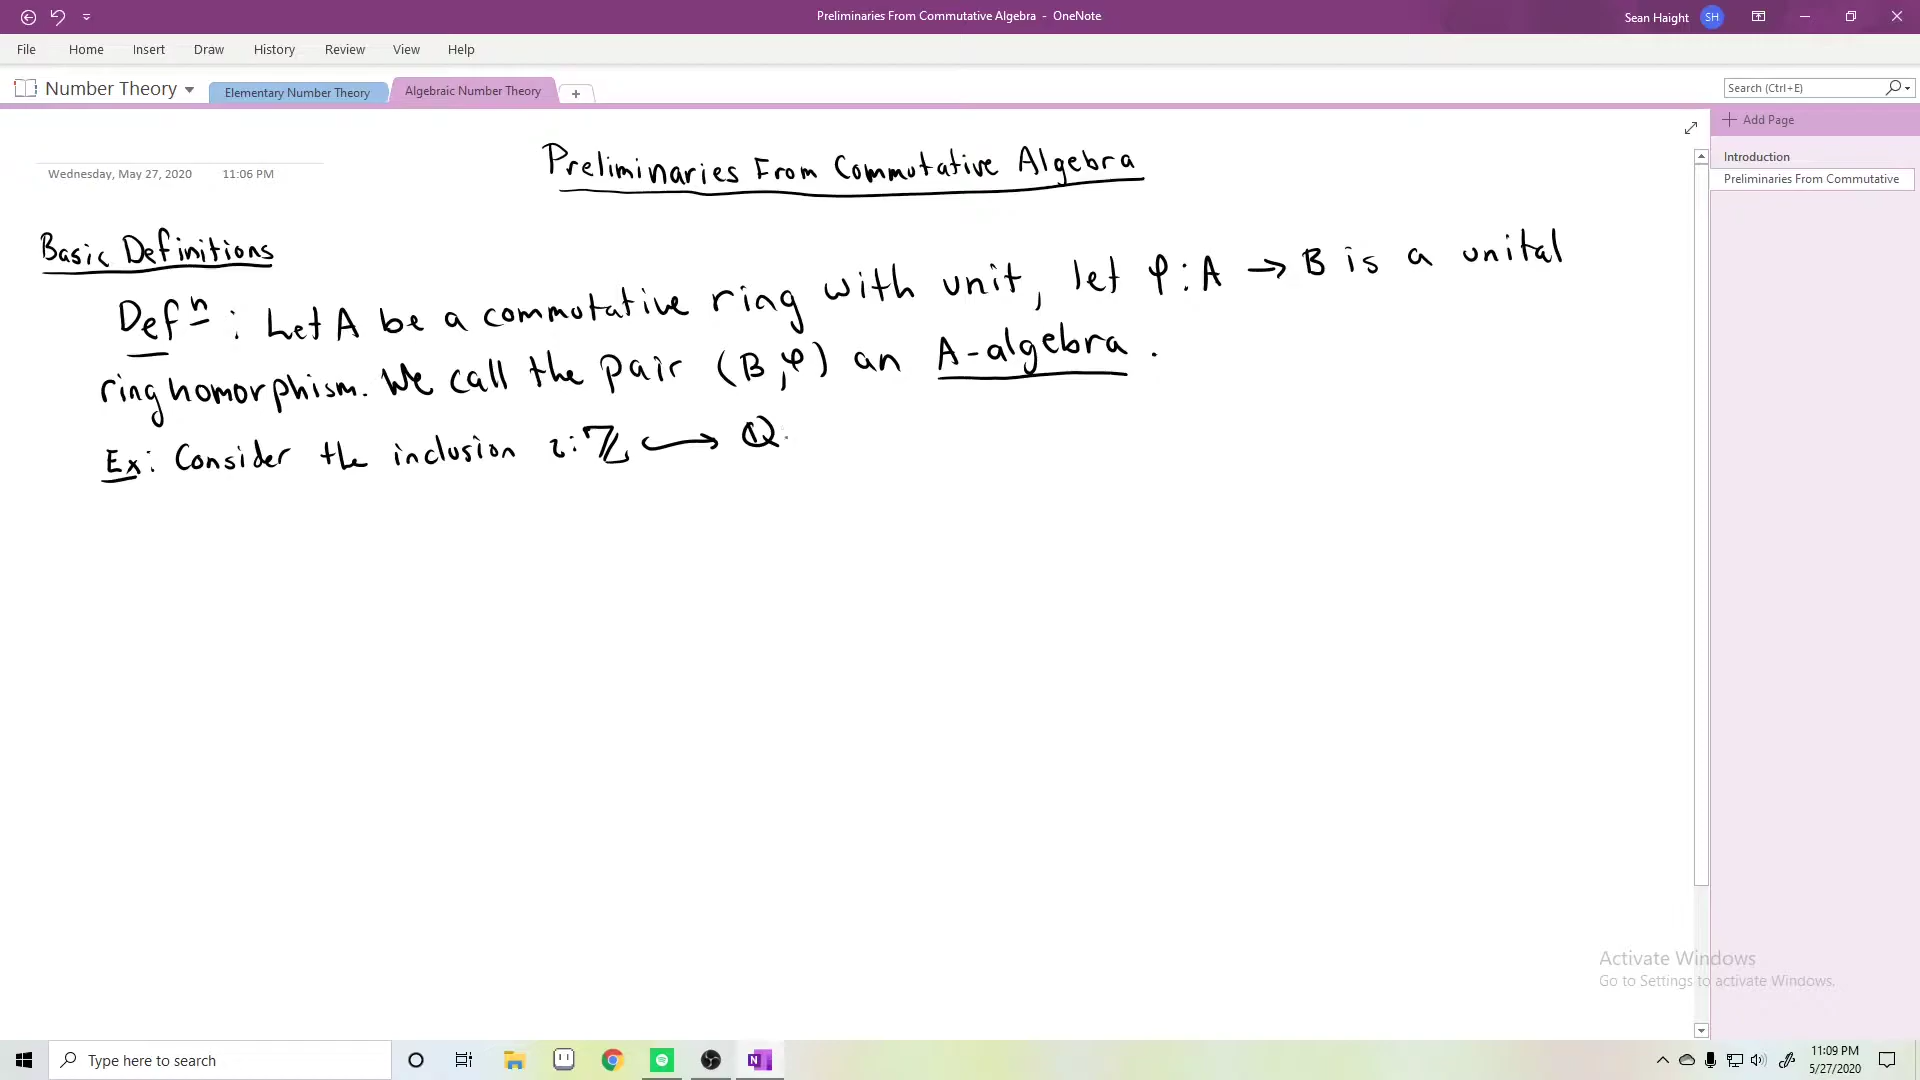 Preliminaries From Commutative Algebra - OneNote
Sean Haight SH
File Home Insert Draw History Review View Help
Number Theory Elementary Number Theory Algebraic Number Theory +
Search (Ctrl+E)
Add Page
Introduction
Preliminaries From Commutative
Preliminaries From Commutative Algebra
Wednesday, May 27, 2020 11:06 PM
Basic Definitions
Defⁿ: Let A be a commutative ring with unit, let φ: A → B is a unital
ring homorphism. We call the pair (B, φ) an A-algebra.
Ex: Consider the inclusion ι: ℤ ↪ ℚ
Activate Windows
Go to Settings to activate Windows.
Type here to search
11:09 PM
5/27/2020